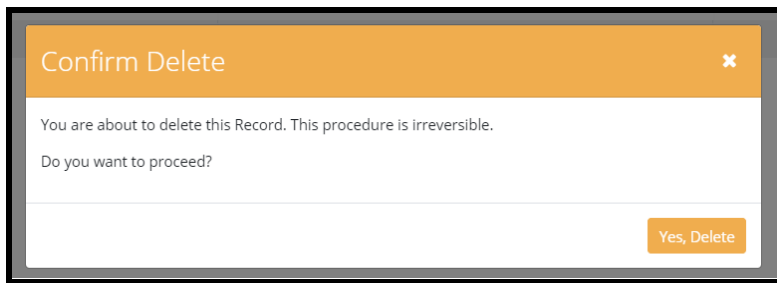 Confirm Delete
You are about to delete this Record. This procedure is irreversible.
Do you want to proceed?
Yes, Delete